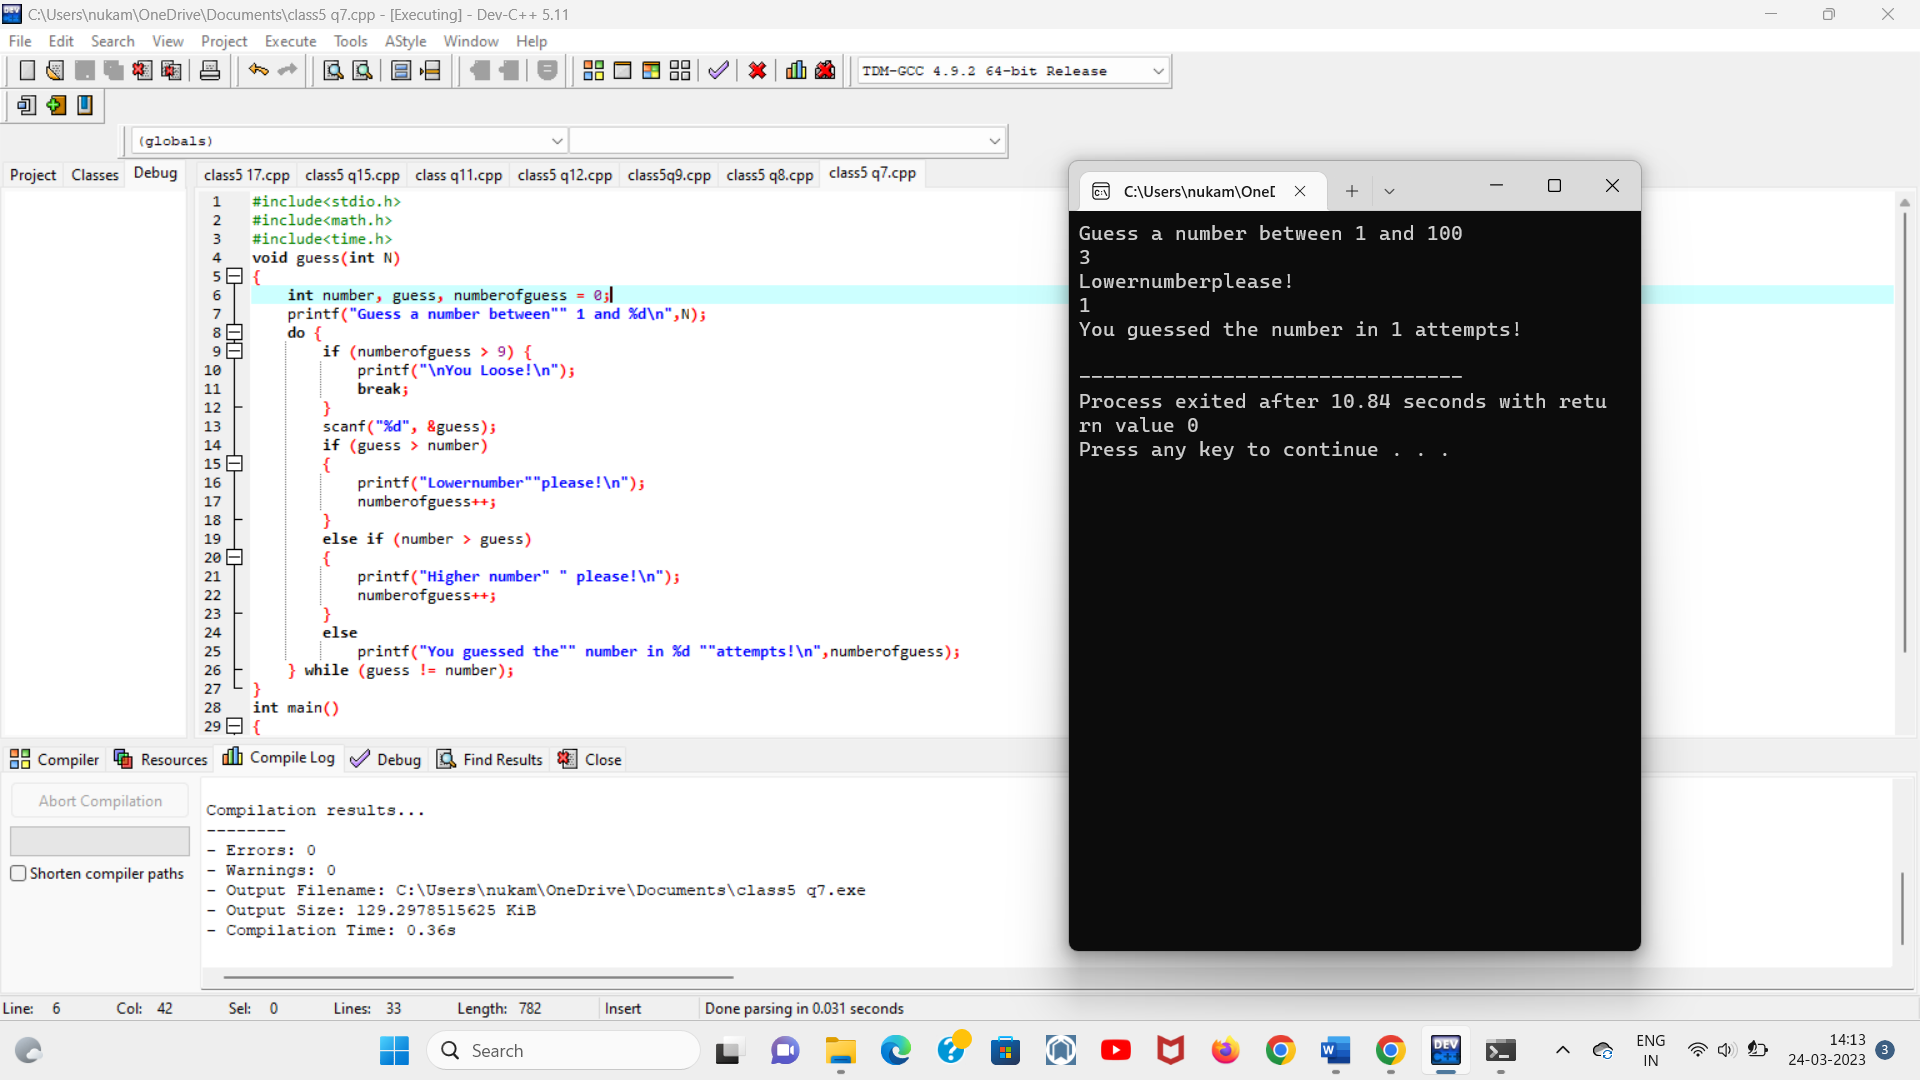 C:\Users\nukam\OneDrive\Documents\class5 q7.cpp - [Executing] - Dev-C++ 5.11
File Edit Search View Project Execute Tools AStyle Window Help
TDM-GCC 4.9.2 64-bit Release
(globals)
Project Classes Debug
class5 17.cpp class5 q15.cpp class q11.cpp class5 q12.cpp class5q9.cpp class5 q8.cpp class5 q7.cpp
1 #include<stdio.h>
2 #include<math.h>
3 #include<time.h>
4 void guess(int N)
5 {
6 int number, guess, numberofguess = 0;
7 printf("Guess a number between"" 1 and %d\n",N);
8 do {
9 if (numberofguess > 9) {
10 printf("\nYou Loose!\n");
11 break;
12 }
13 scanf("%d", &guess);
14 if (guess > number)
15 {
16 printf("Lowernumber""please!\n");
17 numberofguess++;
18 }
19 else if (number > guess)
20 {
21 printf("Higher number" " please!\n");
22 numberofguess++;
23 }
24 else
25 printf("You guessed the"" number in %d ""attempts!\n",numberofguess);
26 } while (guess != number);
27 }
28 int main()
29 {
C:\Users\nukam\OneD
Guess a number between 1 and 100
3
Lowernumberplease!
1
You guessed the number in 1 attempts!
--------------------------------
Process exited after 10.84 seconds with retu
rn value 0
Press any key to continue . . .
Compiler Resources Compile Log Debug Find Results Close
Abort Compilation
Shorten compiler paths
Compilation results...
--------
- Errors: 0
- Warnings: 0
- Output Filename: C:\Users\nukam\OneDrive\Documents\class5 q7.exe
- Output Size: 129.2978515625 KiB
- Compilation Time: 0.36s
Line: 6 Col: 42 Sel: 0 Lines: 33 Length: 782 Insert Done parsing in 0.031 seconds
Search
DEV
C++
ENG
IN
14:13
24-03-2023
3